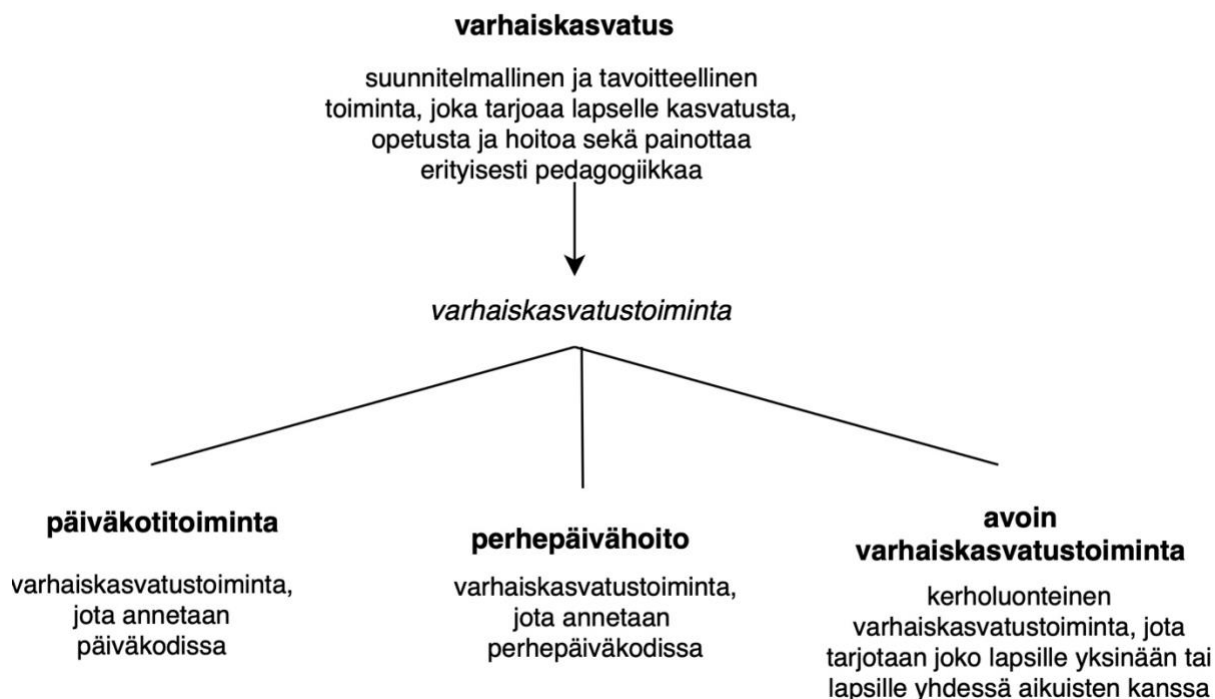 varhaiskasvatus
suunnitelmallinen ja tavoitteellinen
toiminta, joka tarjoaa lapselle kasvatusta,
opetusta ja hoitoa sekä painottaa
erityisesti pedagogiikkaa
varhaiskasvatustoiminta
päiväkotitoiminta
varhaiskasvatustoiminta,
jota annetaan
päiväkodissa
perhepäivähoito
varhaiskasvatustoiminta,
jota annetaan
perhepäiväkodissa
avoin
varhaiskasvatustoiminta
kerholuonteinen
varhaiskasvatustoiminta, jota
tarjotaan joko lapsille yksinään tai
lapsille yhdessä aikuisten kanssa